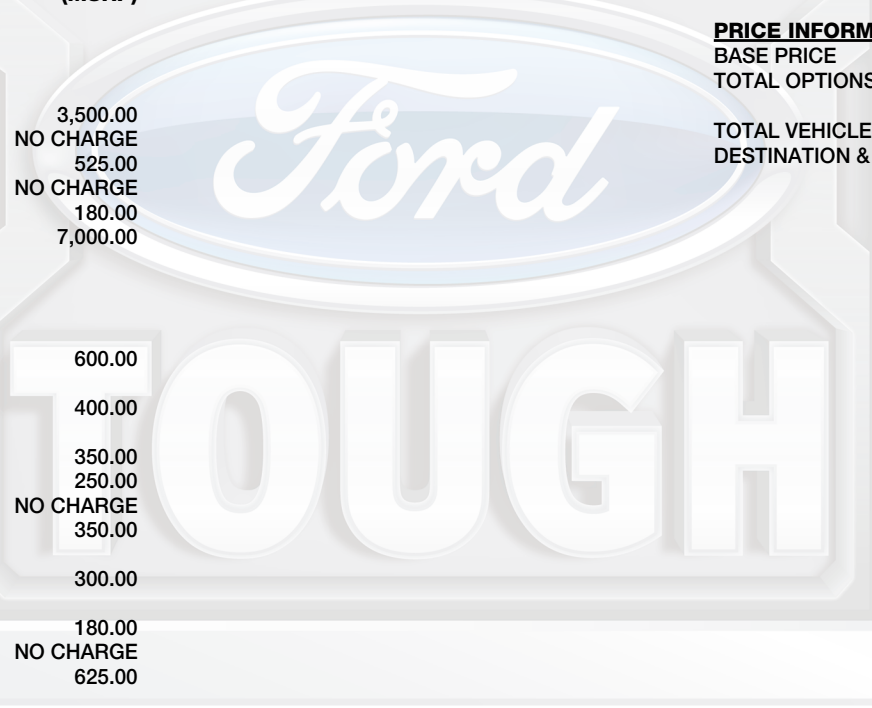 (MSRP)
3,500.00
NO CHARGE
525.00
NO CHARGE
180.00
7,000.00
600.00
400.00
350.00
250.00
NO CHARGE
350.00
300.00
180.00
NO CHARGE
625.00
PRICE INFORM
BASE PRICE
TOTAL OPTIONS
TOTAL VEHICLE
DESTINATION &
Ford
TOUGH